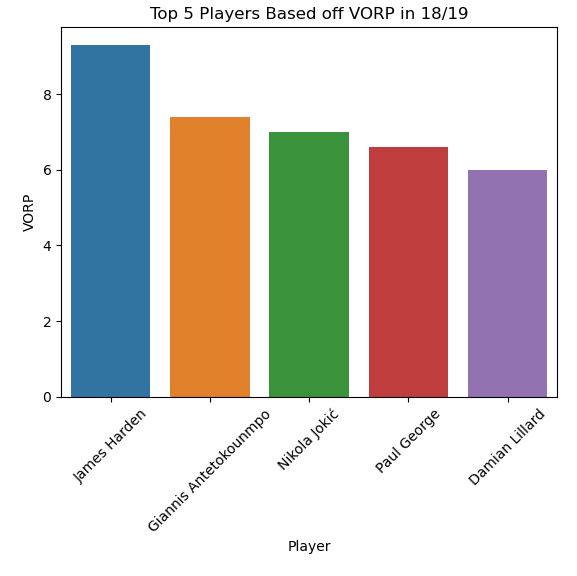 Top 5 Players Based off VORP in 18/19
VORP
8
6
4
2
0
James Harden
Giannis Antetokounmpo
Nikola Jokić
Paul George
Damian Lillard
Player